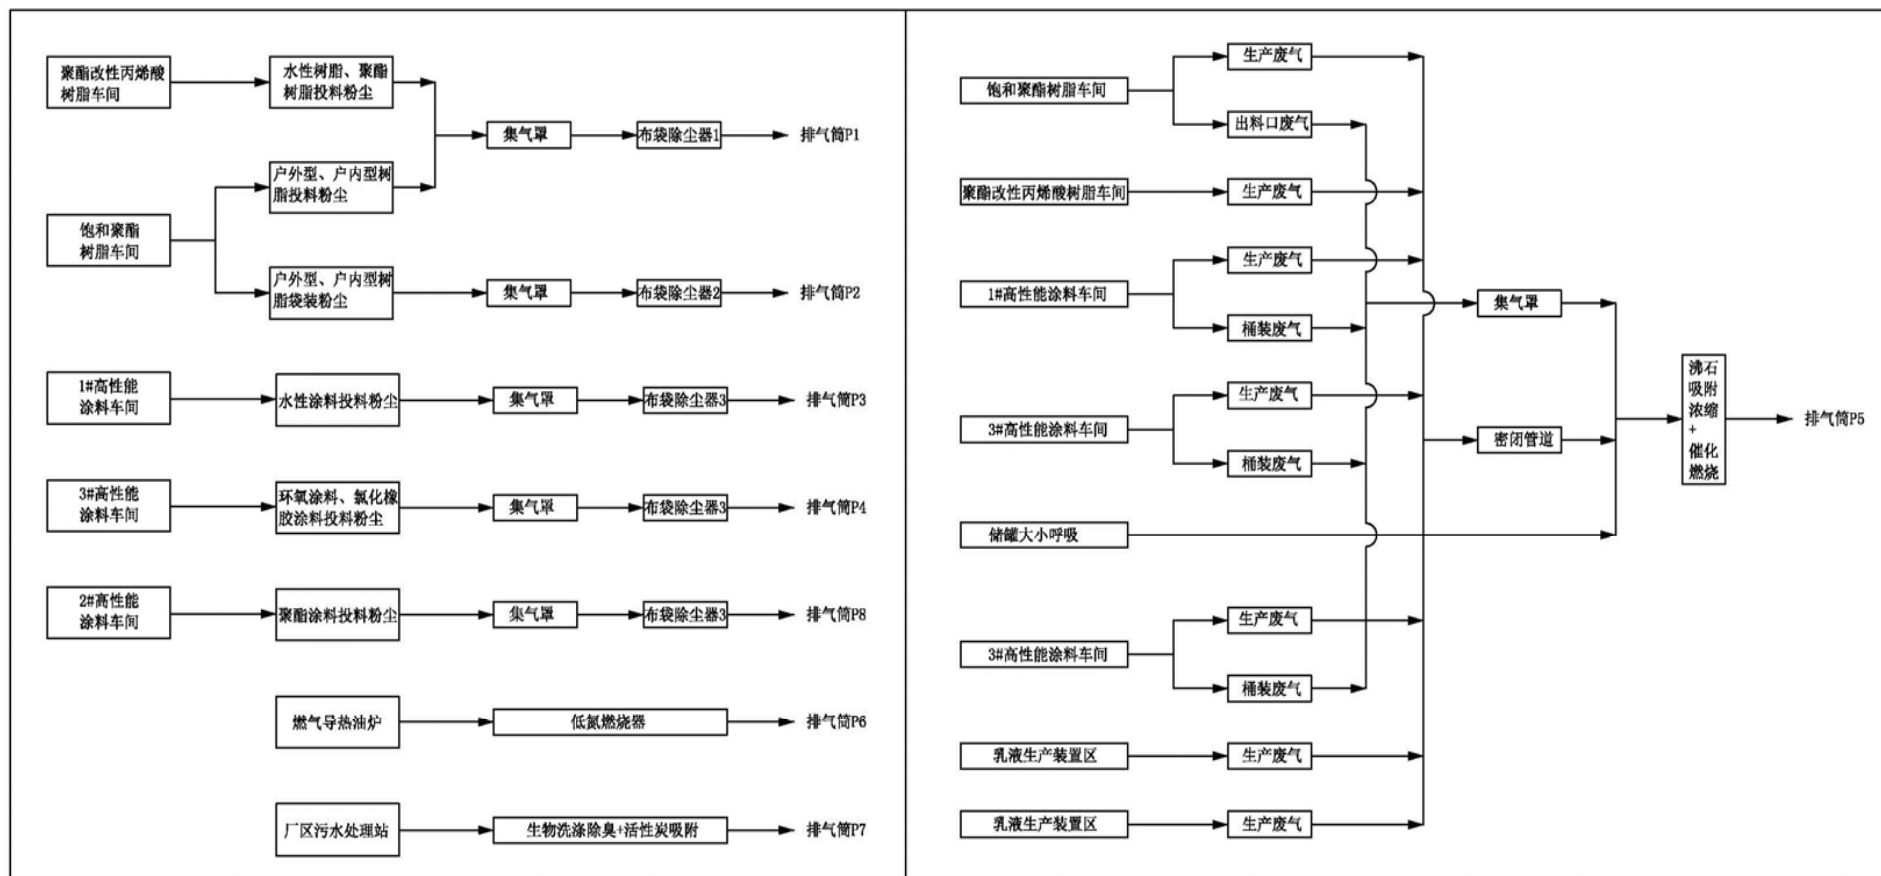 聚酯改性丙烯酸
树脂车间
水性树脂、聚酯
树脂投料粉尘
集气罩
布袋除尘器1
排气筒P1
户外型、户内型树
脂投料粉尘
饱和聚酯
树脂车间
户外型、户内型树
脂袋装粉尘
集气罩
布袋除尘器2
排气筒P2
1#高性能
涂料车间
水性涂料投料粉尘
集气罩
布袋除尘器3
排气筒P3
3#高性能
涂料车间
环氧涂料、氯化橡
胶涂料投料粉尘
集气罩
布袋除尘器3
排气筒P4
2#高性能
涂料车间
聚酯涂料投料粉尘
集气罩
布袋除尘器3
排气筒P8
燃气导热油炉
低氮燃烧器
排气筒P6
厂区污水处理站
生物洗涤除臭+活性炭吸附
排气筒P7
饱和聚酯树脂车间
生产废气
出料口废气
聚酯改性丙烯酸树脂车间
生产废气
1#高性能涂料车间
生产废气
桶装废气
3#高性能涂料车间
生产废气
桶装废气
储罐大小呼吸
3#高性能涂料车间
生产废气
桶装废气
乳液生产装置区
生产废气
乳液生产装置区
生产废气
集气罩
密闭管道
沸石
吸附
浓缩
+
催化
燃烧
排气筒P5